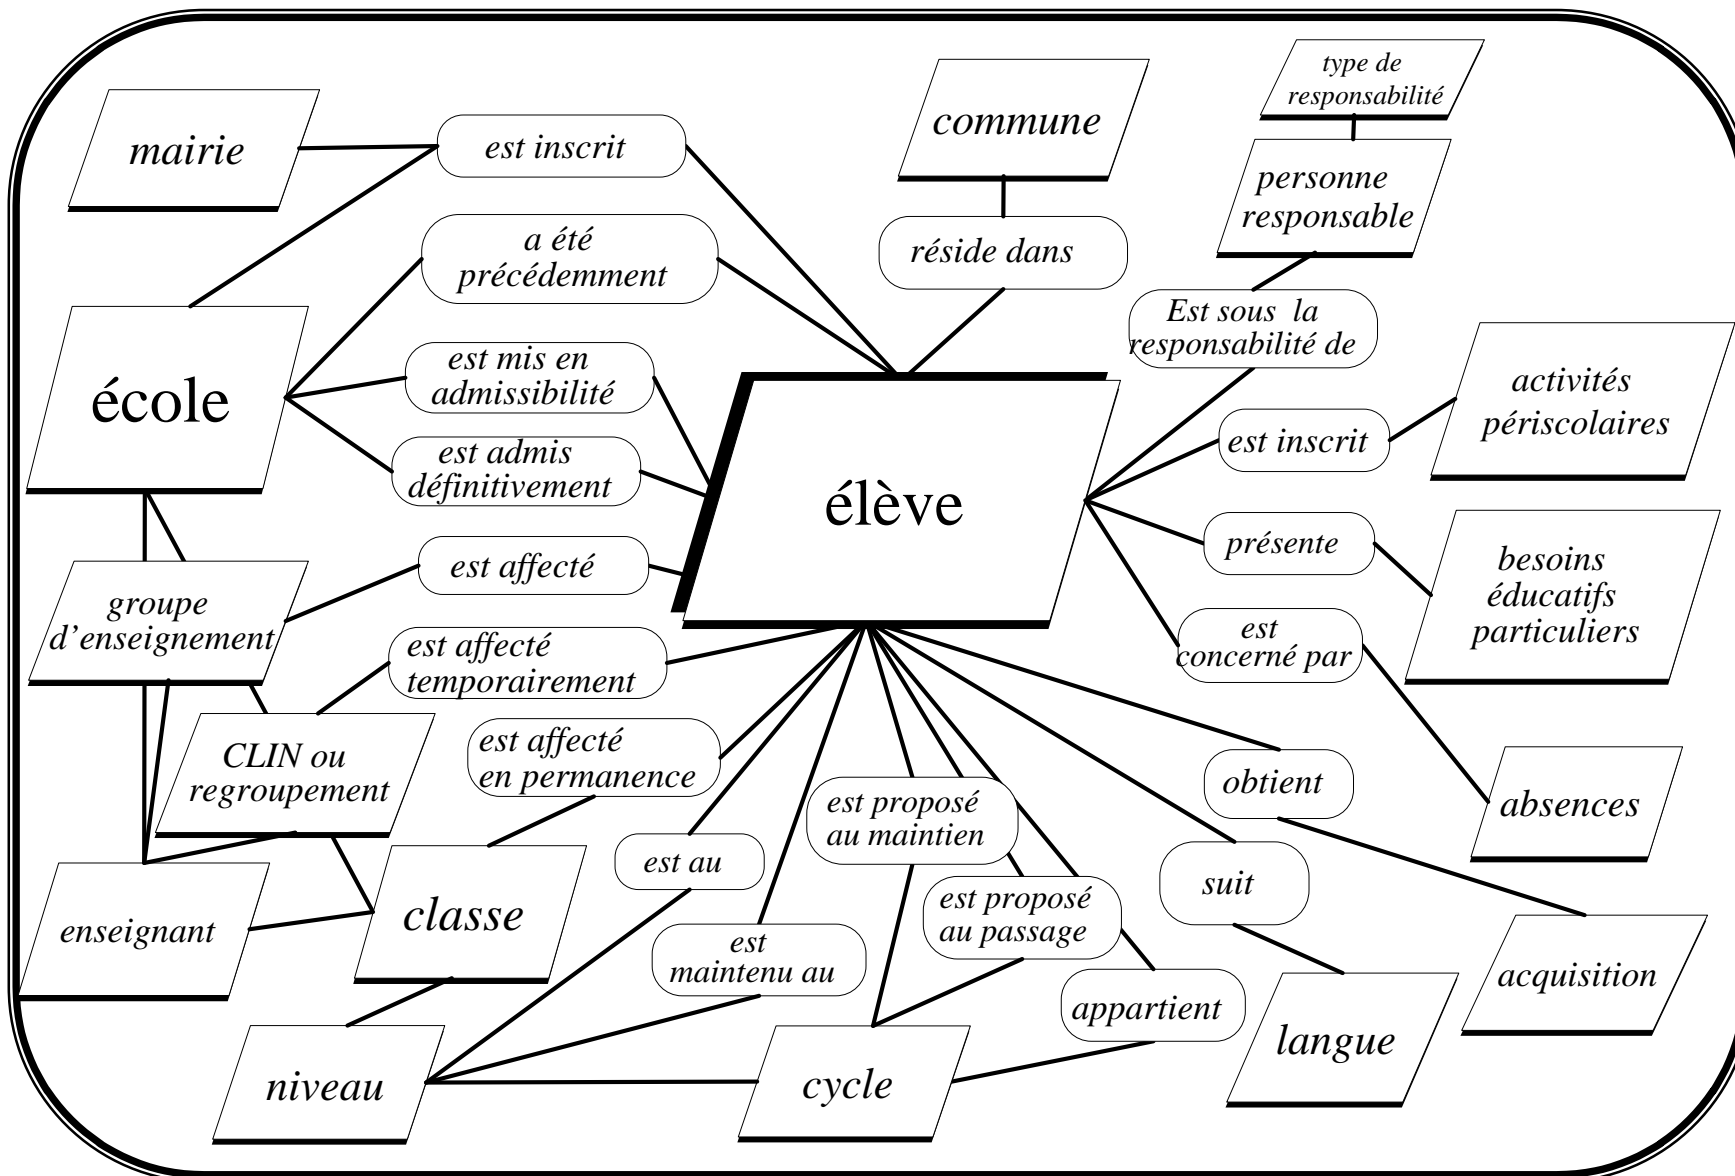 type de
responsabilité
commune
mairie
est inscrit
personne
responsable
a été
précédemment
réside dans
Est sous  la
responsabilité de
est mis en
admissibilité
école
activités
périscolaires
est inscrit
est admis
définitivement
élève
présente
besoins
éducatifs
particuliers
est affecté
groupe
d’enseignement
est
concerné par
est affecté
temporairement
CLIN ou
regroupement
est affecté
en permanence
obtient
absences
est proposé
au maintien
est au
suit
est proposé
au passage
enseignant
classe
est
maintenu au
acquisition
appartient
langue
niveau
cycle